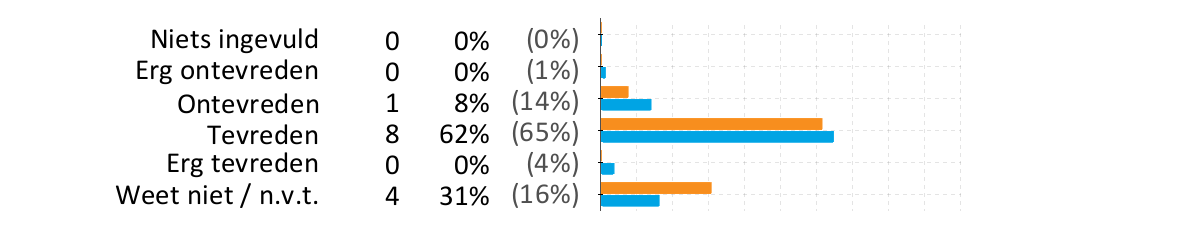 Niets ingevuld 0 0% (0%)
Erg ontevreden 0 0% (1%)
Ontevreden 1 8% (14%)
Tevreden 8 62% (65%)
Erg tevreden 0 0% (4%)
Weet niet / n.v.t. 4 31% (16%)